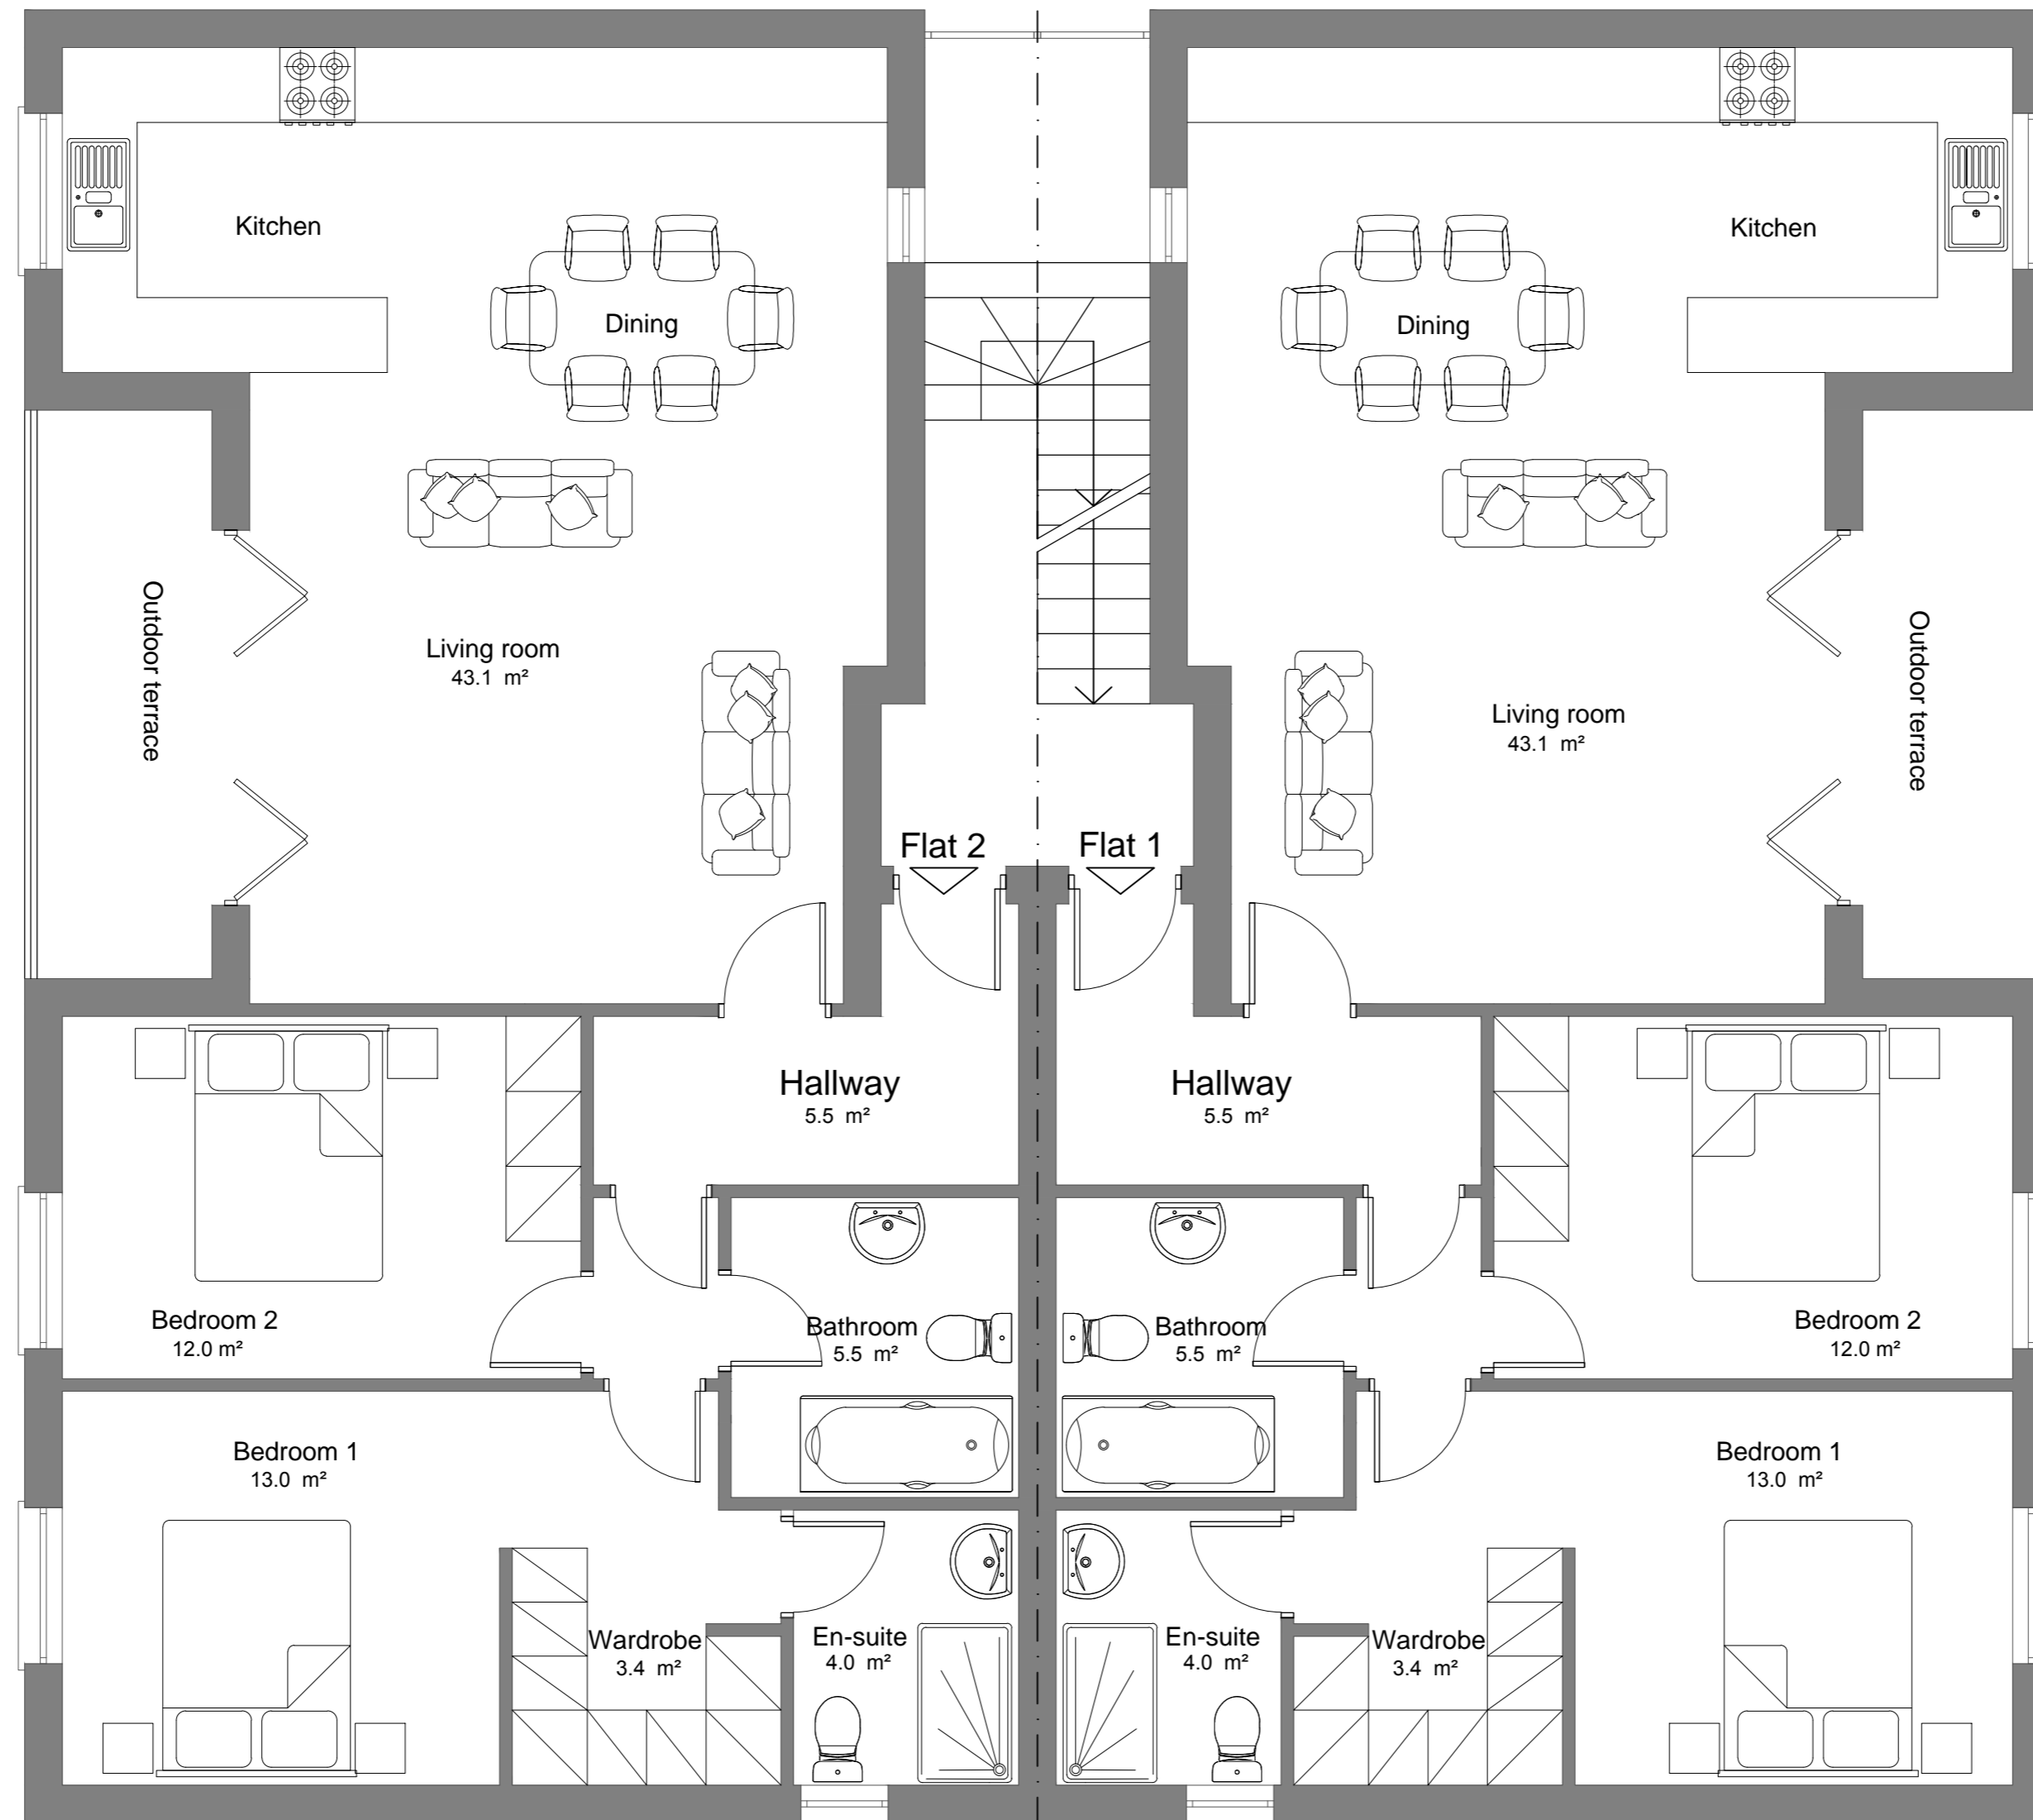 Kitchen
Kitchen
Dining
Dining
Outdoor terrace
Living room
43.1 m²
Outdoor terrace
Living room
43.1 m²
Flat 2
Flat 1
Hallway
5.5 m²
Hallway
5.5 m²
Bedroom 2
12.0 m²
Bathroom
5.5 m²
Bathroom
5.5 m²
Bedroom 2
12.0 m²
Bedroom 1
13.0 m²
Bedroom 1
13.0 m²
Wardrobe
3.4 m²
En-suite
4.0 m²
En-suite
4.0 m²
Wardrobe
3.4 m²